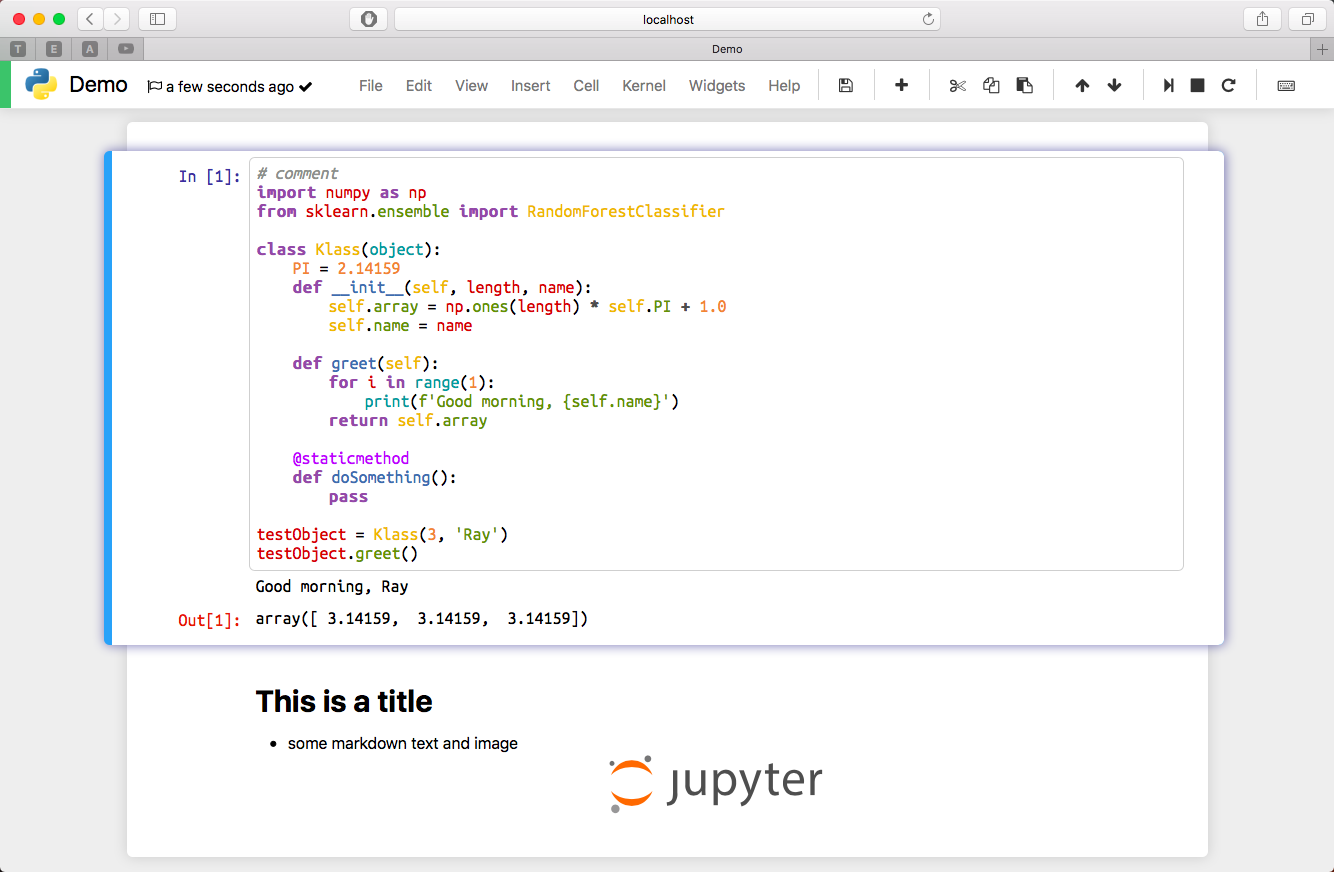 localhost
T E A
Demo
Demo a few seconds ago File Edit View Insert Cell Kernel Widgets Help
In [1]:
# comment
import numpy as np
from sklearn.ensemble import RandomForestClassifier
class Klass(object):
    PI = 2.14159
    def __init__(self, length, name):
        self.array = np.ones(length) * self.PI + 1.0
        self.name = name
    def greet(self):
        for i in range(1):
            print(f'Good morning, {self.name}')
        return self.array
    @staticmethod
    def doSomething():
        pass
testObject = Klass(3, 'Ray')
testObject.greet()
Good morning, Ray
Out[1]: array([ 3.14159,  3.14159,  3.14159])
This is a title
• some markdown text and image
jupyter